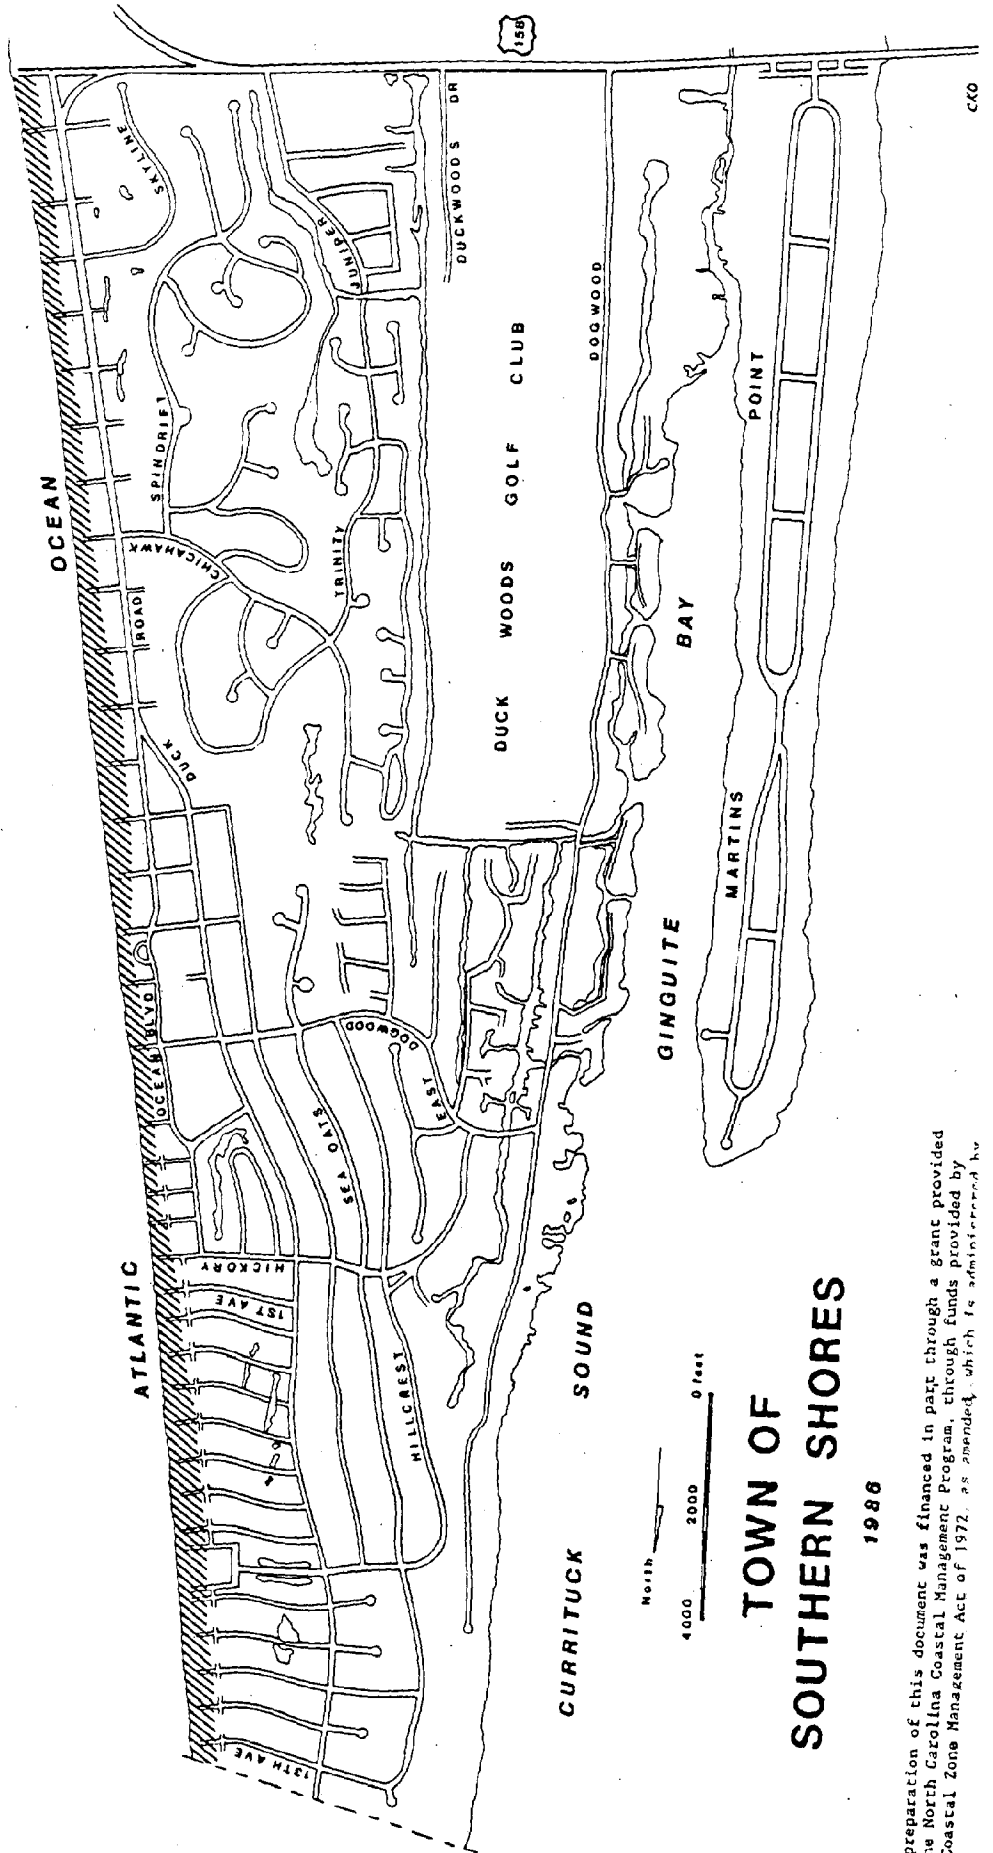 158
CKO
SKYLINE
DUCKWOODS DR
JUNIPER
DOGWOOD
OCEAN
SPINDRIFT
CHICAHAWK
TRINITY
DUCK WOODS GOLF CLUB
MARTINS POINT
DUCK ROAD
GINGUITE BAY
OCEAN BLVD
DOGWOOD
EAST
SEA OATS
ATLANTIC
HICKORY
1ST AVE
HILLCREST
13TH AVE
CURRITUCK SOUND
North
4000 2000 0 feet
TOWN OF
SOUTHERN SHORES
1986
preparation of this document was financed in part through a grant provided
North Carolina Coastal Management Program, through funds provided by
Coastal Zone Management Act of 1972, as amended, which is administered by